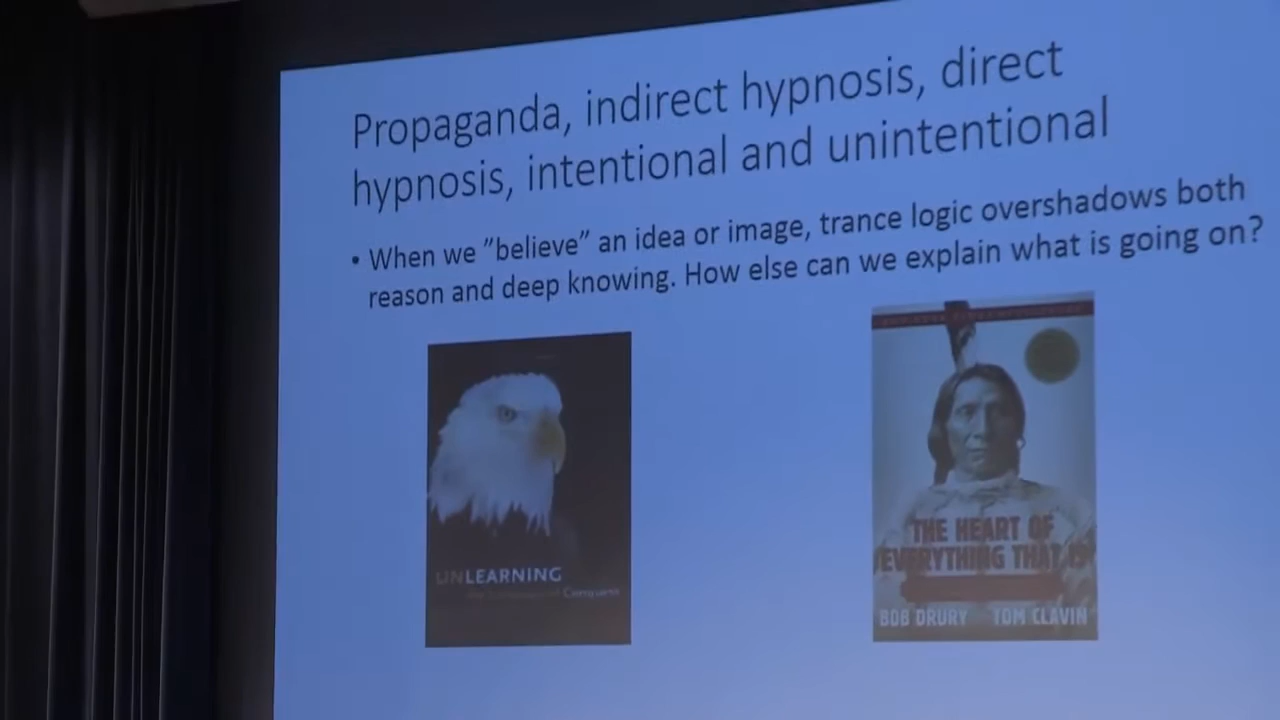 Propaganda, indirect hypnosis, direct
hypnosis, intentional and unintentional
• When we ”believe” an idea or image, trance logic overshadows both
reason and deep knowing. How else can we explain what is going on?
UNLEARNING
Conquest
THE HEART OF
EVERYTHING THAT IS
BOB DRURY TOM CLAVIN